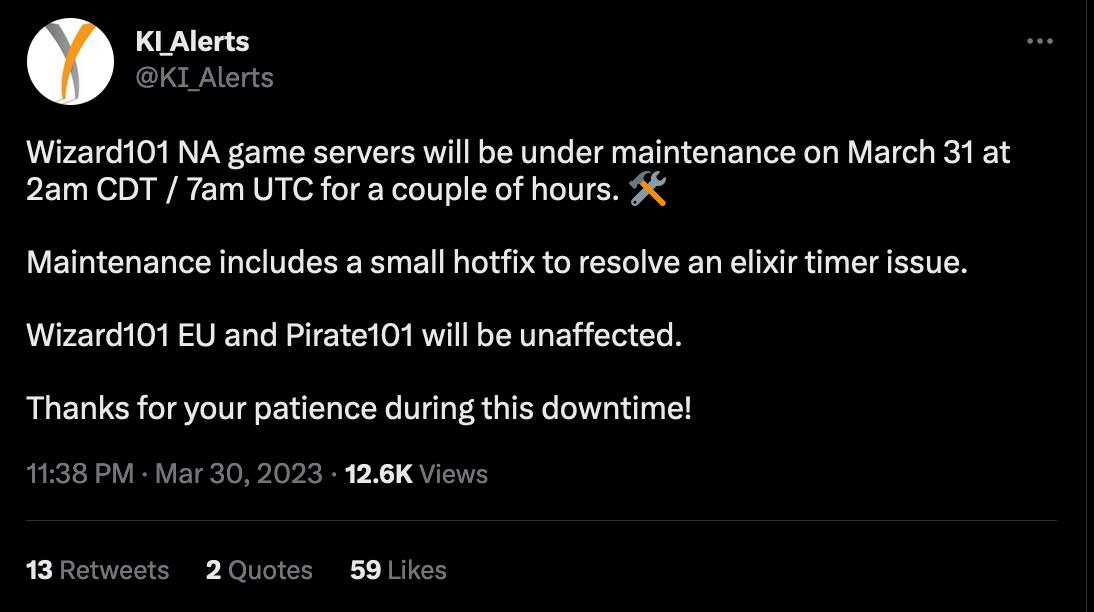 KI_Alerts
@KI_Alerts
Wizard101 NA game servers will be under maintenance on March 31 at
2am CDT / 7am UTC for a couple of hours. 🛠️
Maintenance includes a small hotfix to resolve an elixir timer issue.
Wizard101 EU and Pirate101 will be unaffected.
Thanks for your patience during this downtime!
11:38 PM · Mar 30, 2023 · 12.6K Views
13 Retweets 2 Quotes 59 Likes